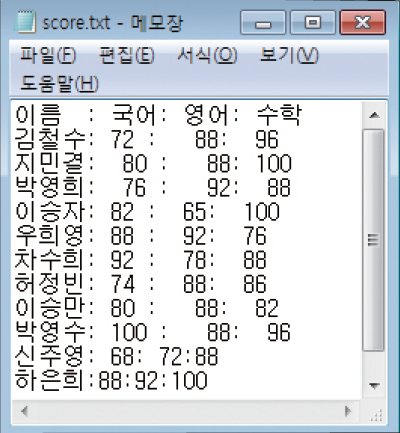 score.txt - 메모장
파일(F) 편집(E) 서식(O) 보기(V)
도움말(H)
이름 : 국어: 영어: 수학
김철수: 72 : 88: 96
지민결: 80 : 88: 100
박영희: 76 : 92: 88
이승자: 82 : 65: 100
우희영: 88 : 92: 76
차수희: 92 : 78: 88
허정빈: 74 : 88: 86
이승만: 80 : 88: 82
박영수: 100 : 88: 96
신주영: 68: 72:88
하은희:88:92:100